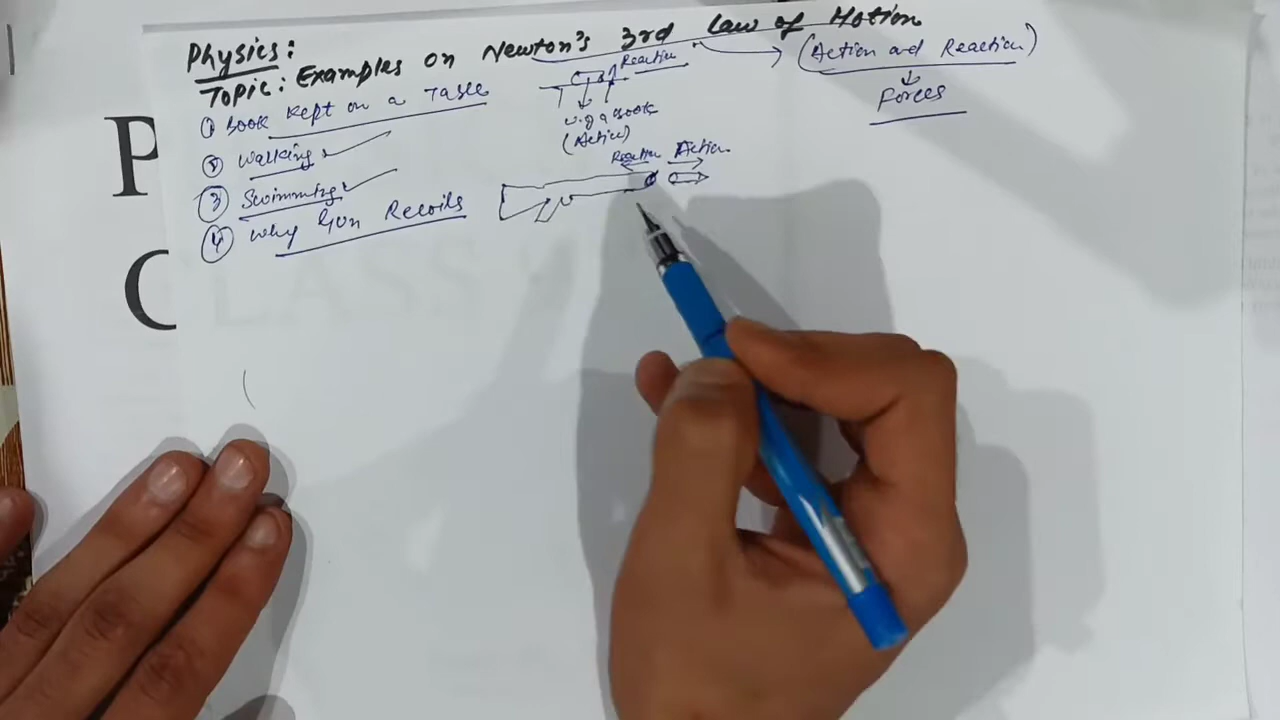 Physics:
Topic: Examples on Newton's 3rd Law of Motion
(Action and Reaction)
Forces
① Book kept on a Table
Reaction
w.g a Book
(Action)
② Walking
③ Swimming
Reaction Action
④ Why Gun Recoils
P
CLASS